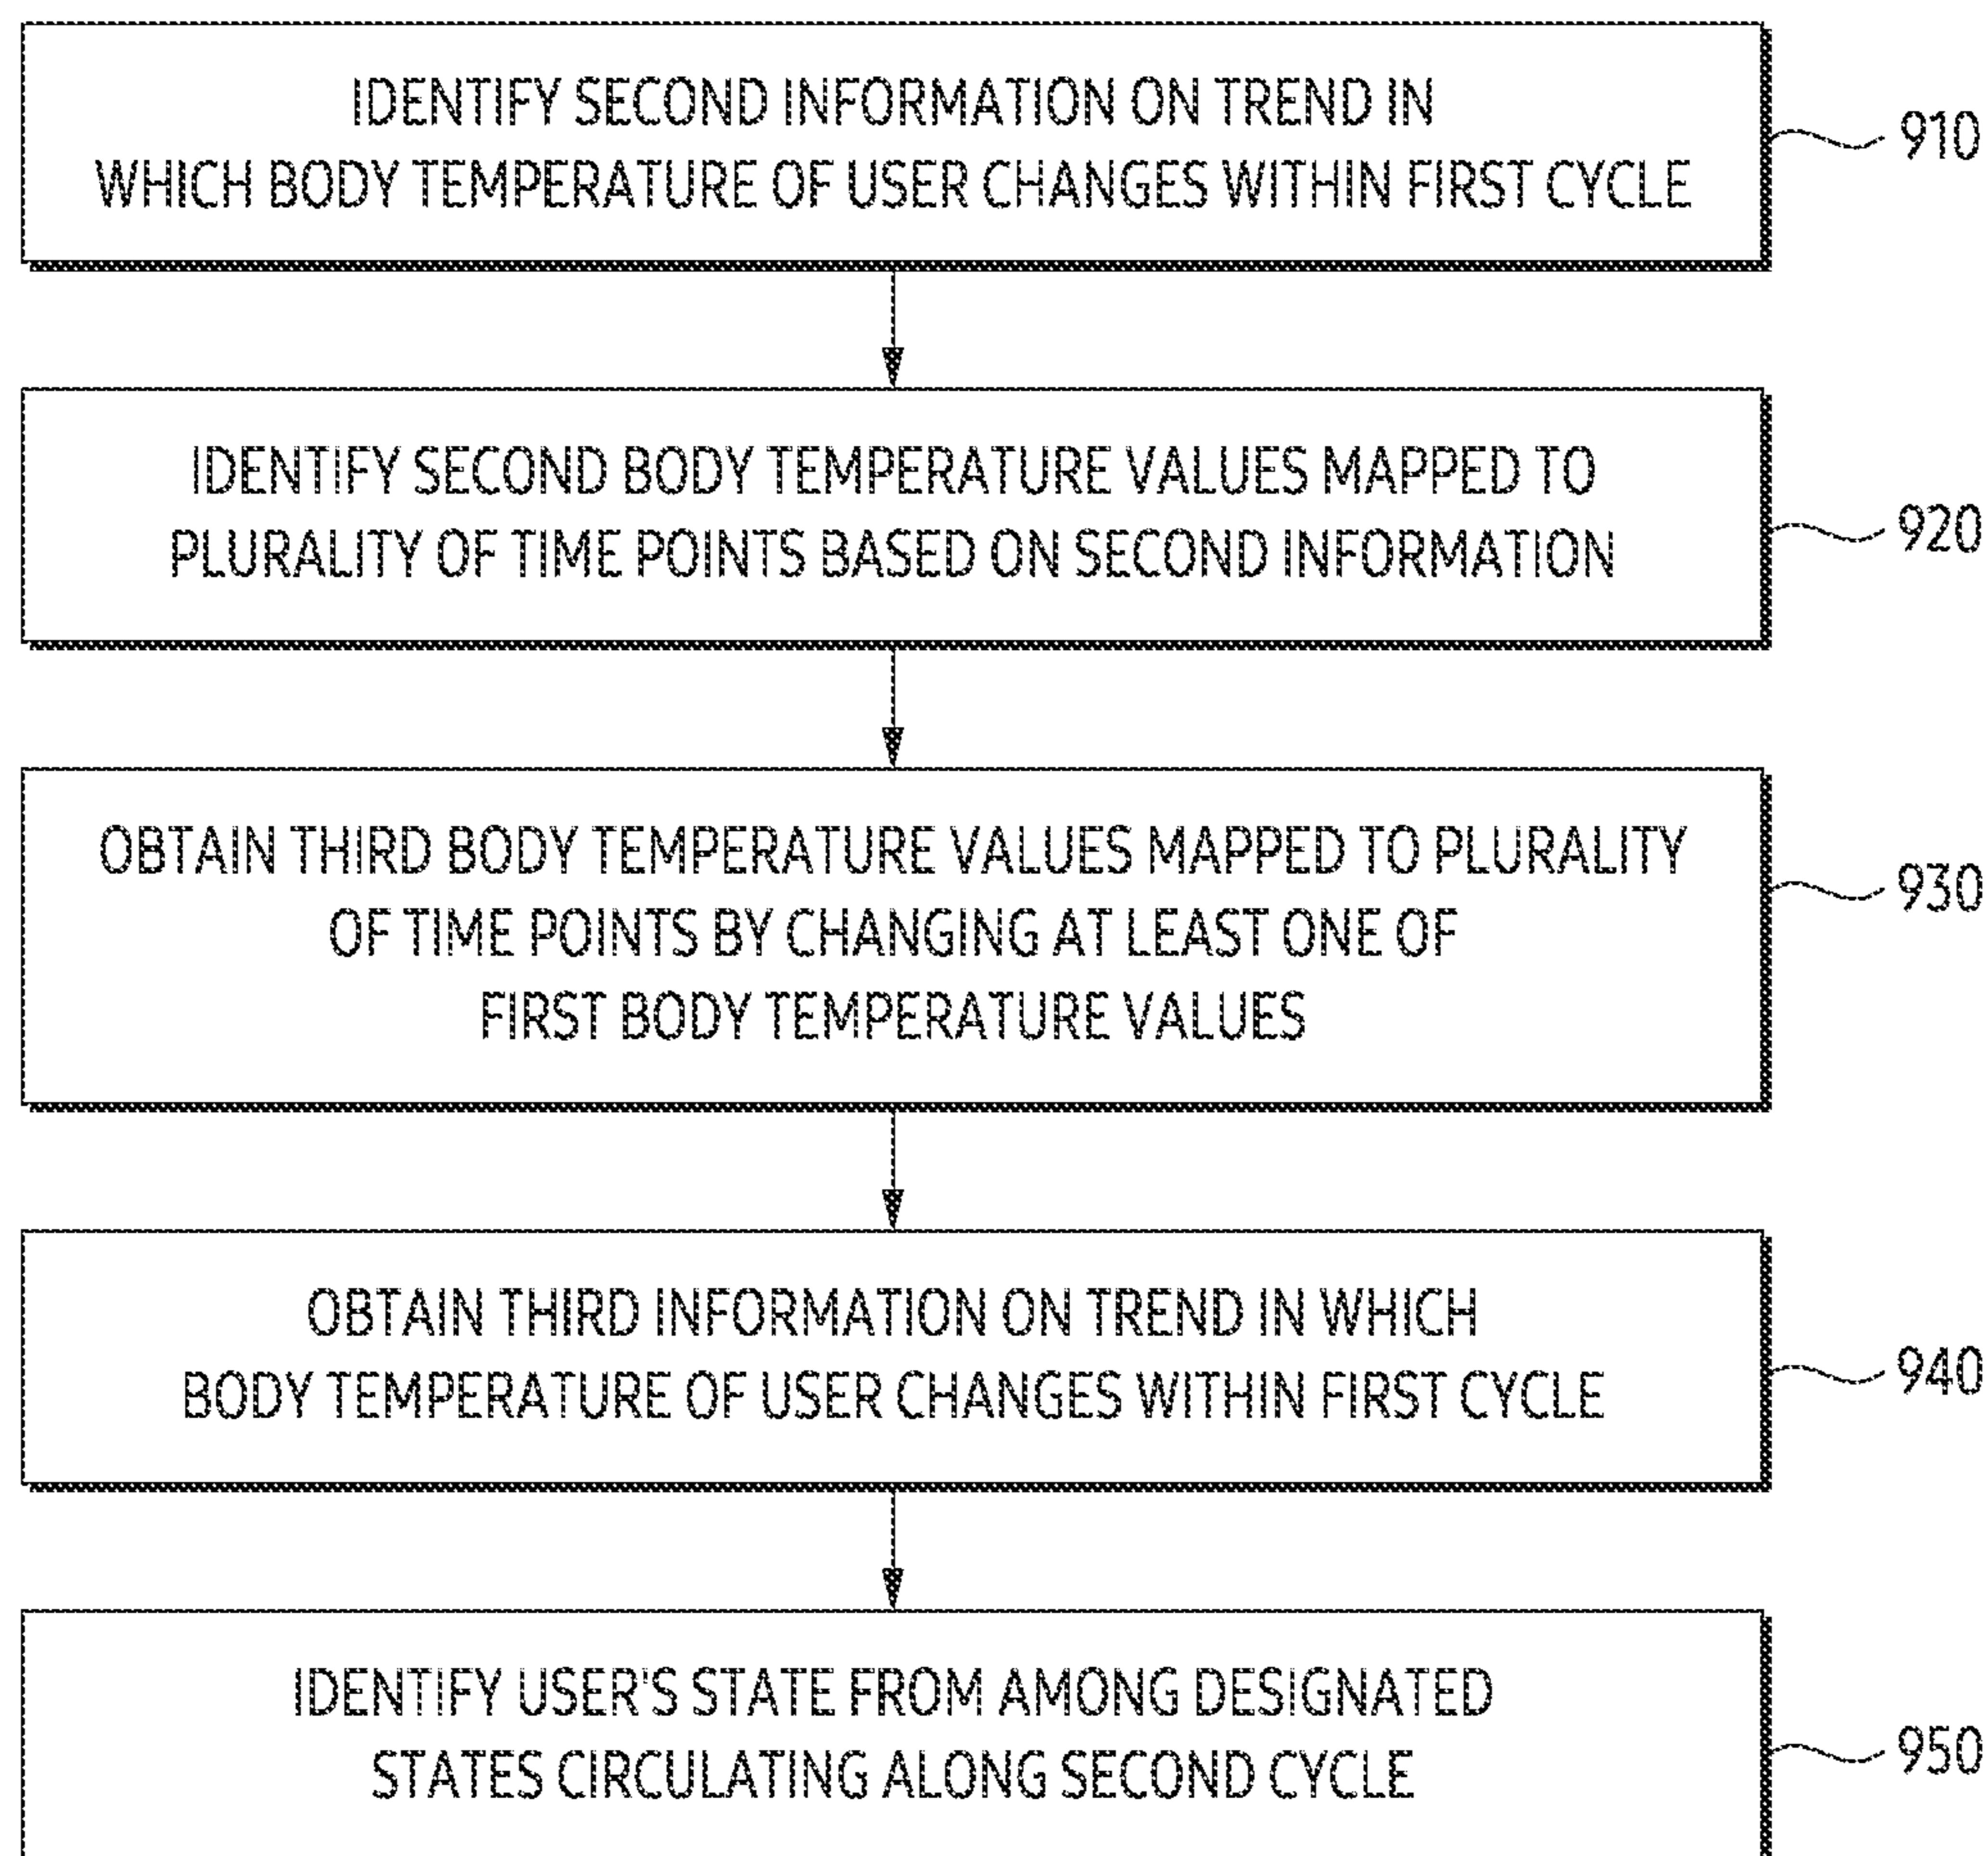 IDENTIFY SECOND INFORMATION ON TREND IN
WHICH BODY TEMPERATURE OF USER CHANGES WITHIN FIRST CYCLE
910
IDENTIFY SECOND BODY TEMPERATURE VALUES MAPPED TO
PLURALITY OF TIME POINTS BASED ON SECOND INFORMATION
920
OBTAIN THIRD BODY TEMPERATURE VALUES MAPPED TO PLURALITY
OF TIME POINTS BY CHANGING AT LEAST ONE OF
FIRST BODY TEMPERATURE VALUES
930
OBTAIN THIRD INFORMATION ON TREND IN WHICH
BODY TEMPERATURE OF USER CHANGES WITHIN FIRST CYCLE
940
IDENTIFY USER'S STATE FROM AMONG DESIGNATED
STATES CIRCULATING ALONG SECOND CYCLE
950